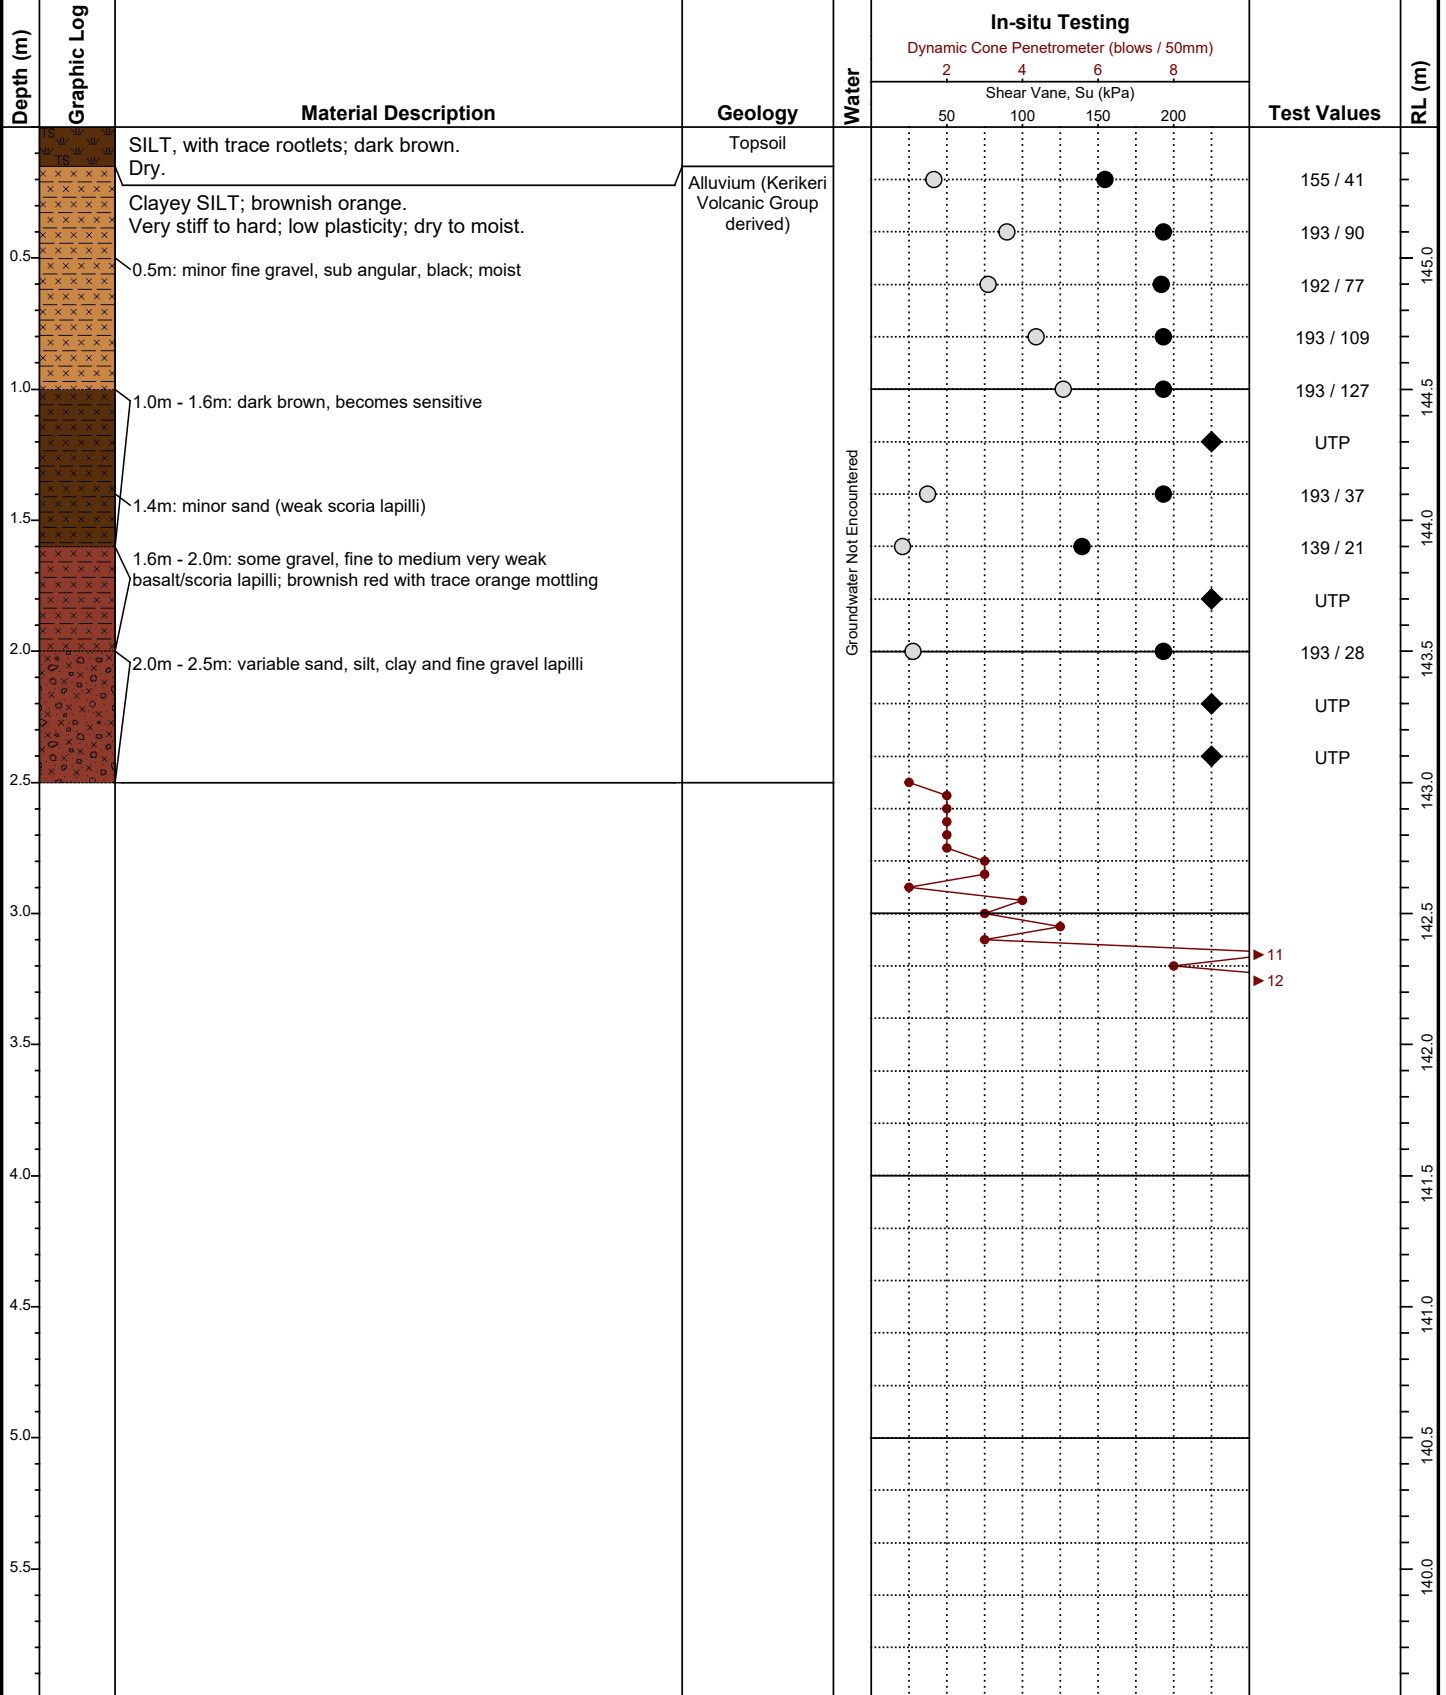 Depth (m)
Graphic Log
Material Description
Geology
Water
In-situ Testing
Dynamic Cone Penetrometer (blows / 50mm)
2 4 6 8
Shear Vane, Su (kPa)
50 100 150 200
Test Values
RL (m)
TS
TS
SILT, with trace rootlets; dark brown.
Dry.
Topsoil
Clayey SILT; brownish orange.
Very stiff to hard; low plasticity; dry to moist.
Alluvium (Kerikeri
Volcanic Group
derived)
0.5m: minor fine gravel, sub angular, black; moist
1.0m - 1.6m: dark brown, becomes sensitive
1.4m: minor sand (weak scoria lapilli)
1.6m - 2.0m: some gravel, fine to medium very weak
basalt/scoria lapilli; brownish red with trace orange mottling
2.0m - 2.5m: variable sand, silt, clay and fine gravel lapilli
0.5
1.0
1.5
2.0
2.5
3.0
3.5
4.0
4.5
5.0
5.5
Groundwater Not Encountered
11
12
155 / 41
193 / 90
192 / 77
193 / 109
193 / 127
UTP
193 / 37
139 / 21
UTP
193 / 28
UTP
UTP
145.0
144.5
144.0
143.5
143.0
142.5
142.0
141.5
141.0
140.5
140.0